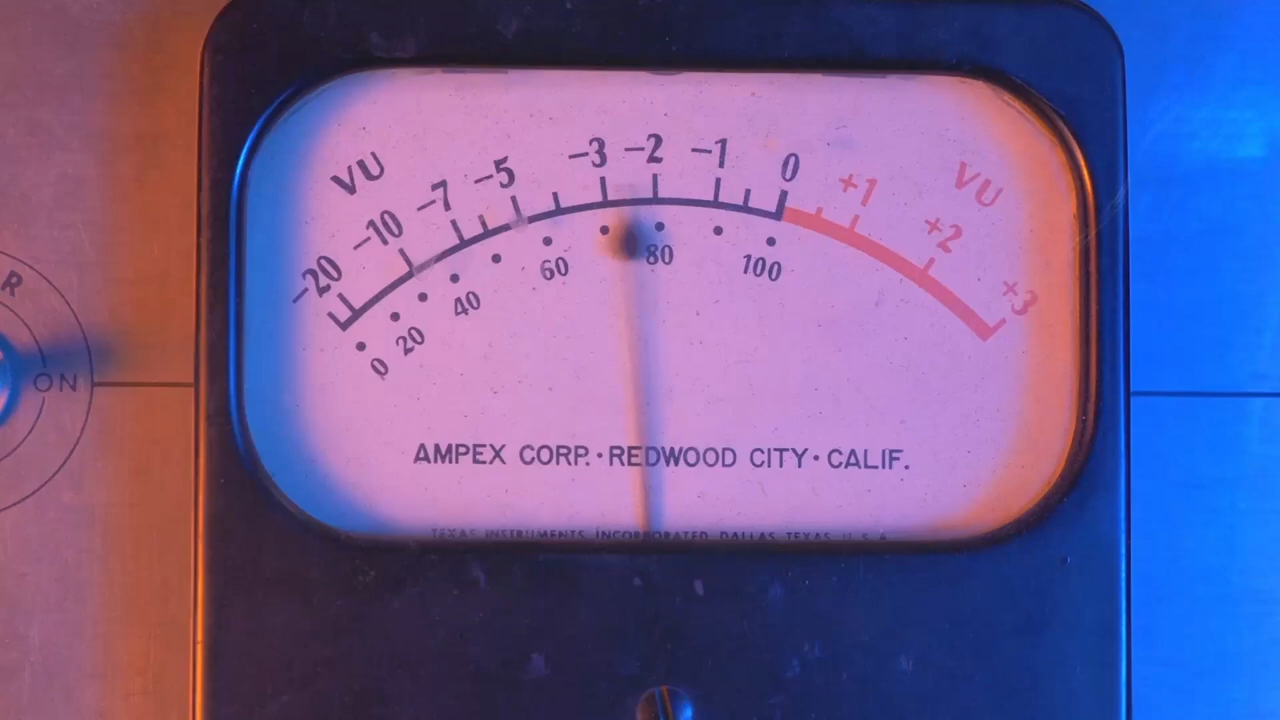 VU -20 -10 -7 -5 -3 -2 -1 0 +1 +2 +3 VU
0 20 40 60 80 100
AMPEX CORP. · REDWOOD CITY · CALIF.
TEXAS INSTRUMENTS INCORPORATED DALLAS, TEXAS U.S.A.
R
ON